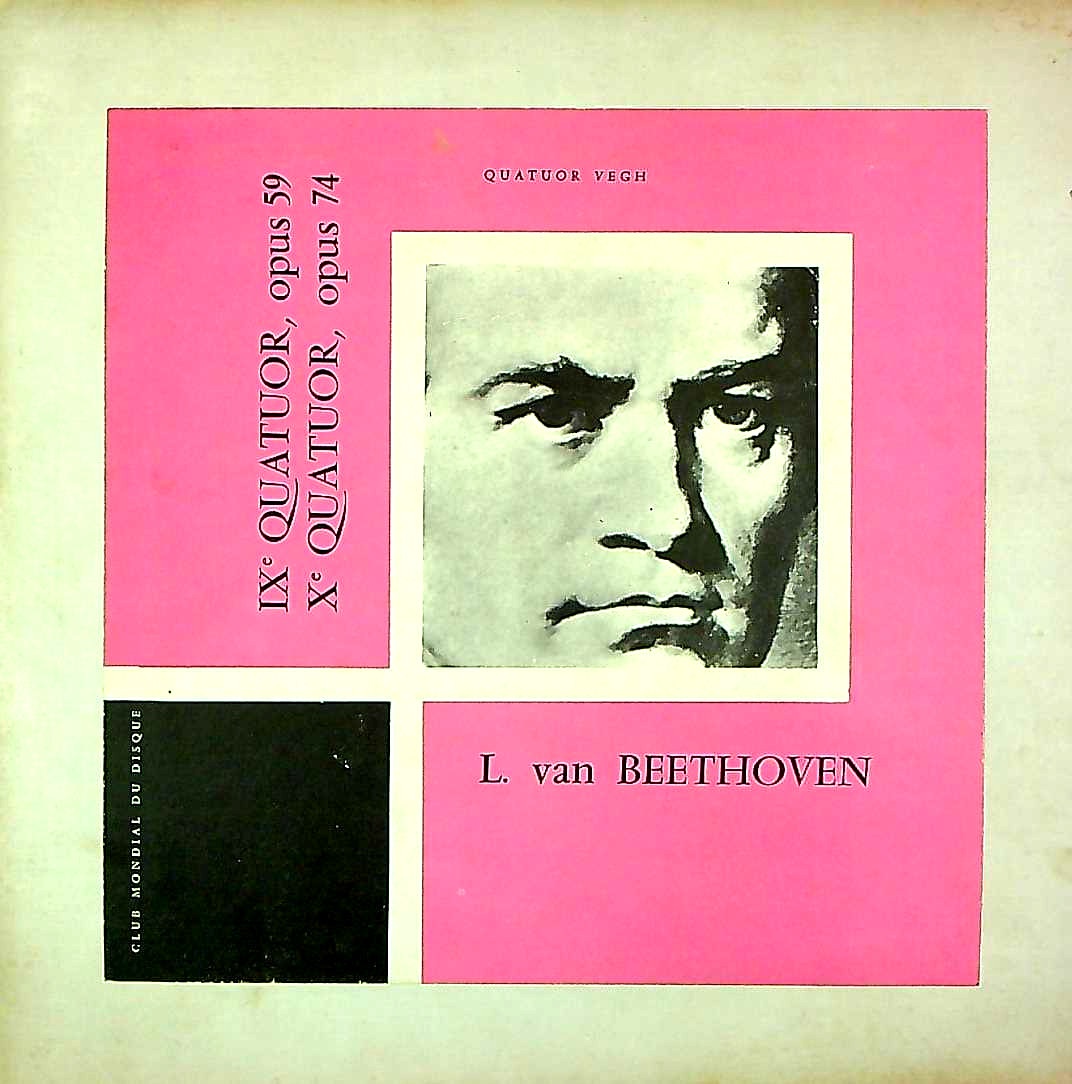 QUATUOR VEGH
IXe QUATUOR, opus 59
Xe QUATUOR, opus 74
L. van BEETHOVEN
CLUB MONDIAL DU DISQUE